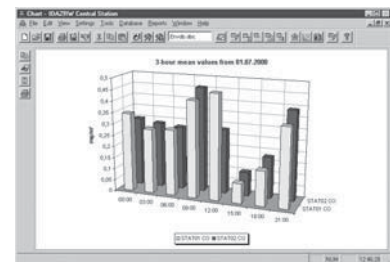 Chart - IDA2XW Central Station
File Edit View Settings Tools Database Reports Window Help
3 hour mean values from 01.07.2000
mg/m³
0,5
0,45
0,4
0,35
0,3
0,25
0,2
0,15
0,1
0,05
0
00:00 03:00 06:00 09:00 12:00 15:00 18:00 21:00
STAT02 CO
STAT01 CO
STAT01 CO STAT02 CO
NUM